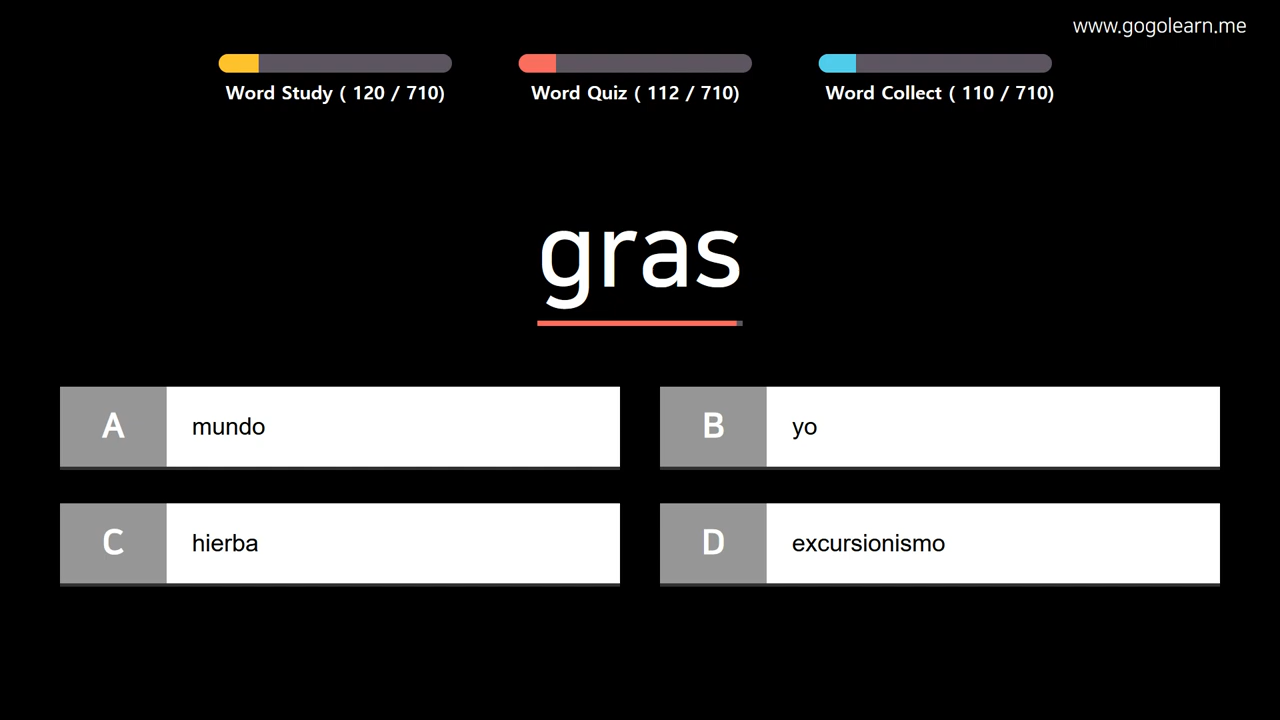 www.gogolearn.me
Word Study ( 120 / 710)
Word Quiz ( 112 / 710)
Word Collect ( 110 / 710)
gras
A mundo
B yo
C hierba
D excursionismo